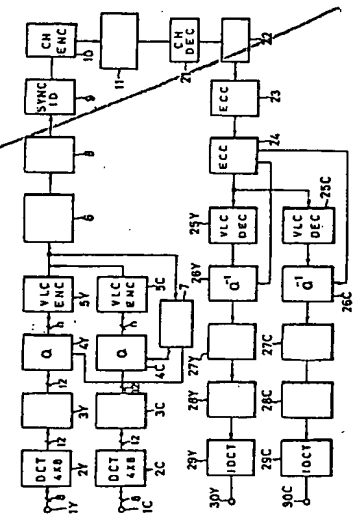 8
1Y
DCT
4X8
2Y
12
3Y
12
Q
4Y
n
VLC
ENC
5Y
8
1C
DCT
4X8
2C
12
3C
12
Q
4C
n
VLC
ENC
5C
7
6
8
SYNC
ID
9
CH
ENC
10
11
CH
DEC
21
22
ECC
23
ECC
24
VLC
DEC
25Y
VLC
DEC
25C
Q⁻¹
26Y
Q⁻¹
26C
27Y
27C
28Y
28C
IDCT
29Y
IDCT
29C
30Y
30C